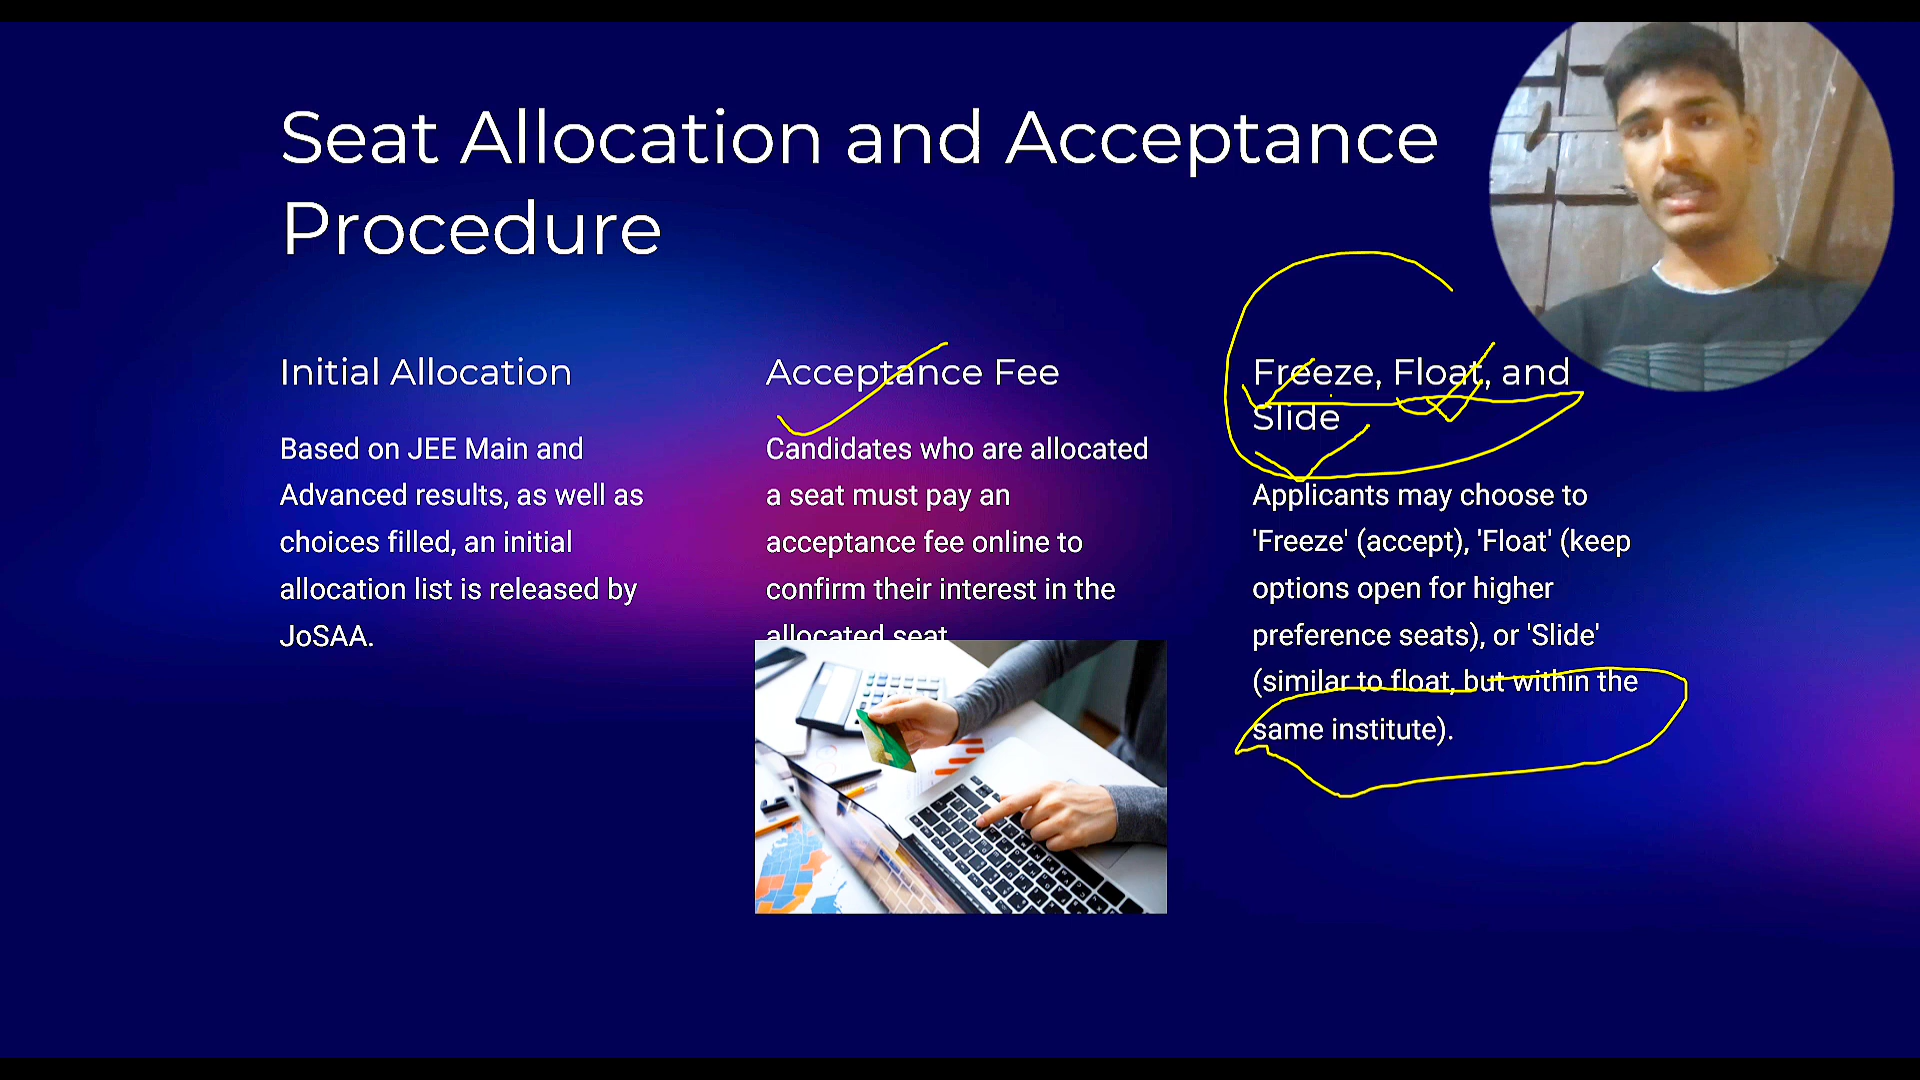 Seat Allocation and Acceptance
Procedure
Initial Allocation
Based on JEE Main and
Advanced results, as well as
choices filled, an initial
allocation list is released by
JoSAA.
Acceptance Fee
Candidates who are allocated
a seat must pay an
acceptance fee online to
confirm their interest in the
allocated seat
Freeze, Float, and
Slide
Applicants may choose to
'Freeze' (accept), 'Float' (keep
options open for higher
preference seats), or 'Slide'
(similar to float, but within the
same institute).